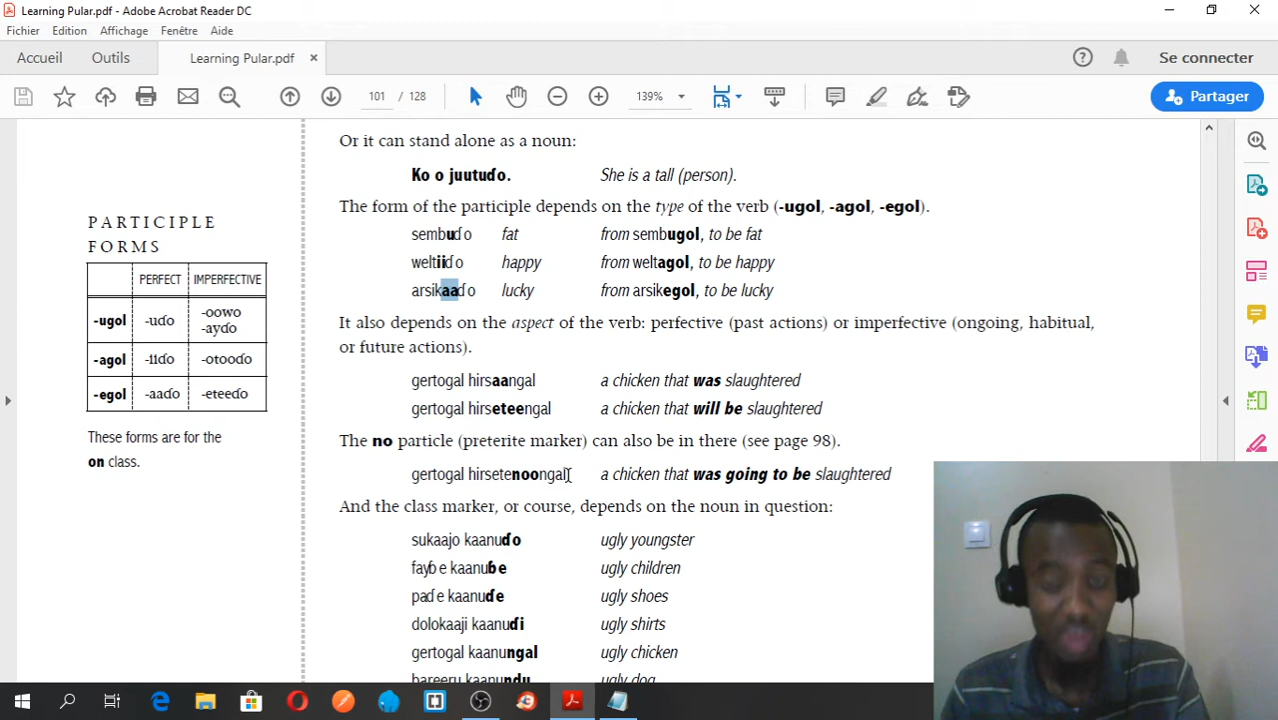 Learning Pular.pdf - Adobe Acrobat Reader DC
Fichier Edition Affichage Fenêtre Aide
Accueil Outils Learning Pular.pdf × Se connecter
101 / 128 139% Partager
Or it can stand alone as a noun:
Ko o juutuɗo. She is a tall (person).
The form of the participle depends on the type of the verb (-ugol, -agol, -egol).
sembuɗo fat from sembugol, to be fat
weltiiɗo happy from weltagol, to be happy
arsikaaɗo lucky from arsikegol, to be lucky
It also depends on the aspect of the verb: perfective (past actions) or imperfective (ongoing, habitual,
or future actions).
gertogal hirsaangal a chicken that was slaughtered
gertogal hirseteengal a chicken that will be slaughtered
The no particle (preterite marker) can also be in there (see page 98).
gertogal hirsetenoongal a chicken that was going to be slaughtered
And the class marker, or course, depends on the noun in question:
sukaajo kaanuɗo ugly youngster
fayɓe kaanuɓe ugly children
paɗe kaanuɗe ugly shoes
dolokaaji kaanuɗi ugly shirts
gertogal kaanungal ugly chicken
bareeru kaanundu ugly dog
PARTICIPLE
FORMS
PERFECT IMPERFECTIVE
-ugol -uɗo -oowo
-ayɗo
-agol -iiɗo -otooɗo
-egol -aaɗo -eteeɗo
These forms are for the
on class.